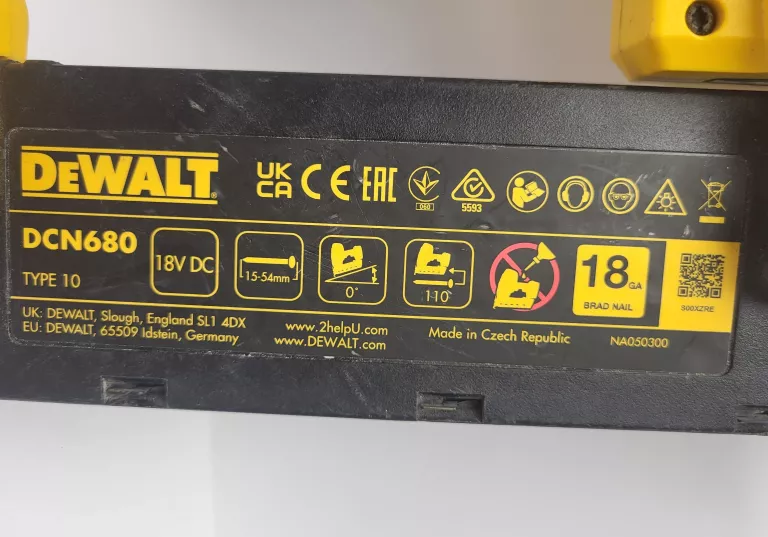 DEWALT
UK CA CE EAC
IGQ
5593
DCN680
18V DC
15-54mm
0°
110
18 GA
BRAD NAIL
TYPE 10
S00XZRE
UK: DEWALT, Slough, England SL1 4DX
EU: DEWALT, 65509 Idstein, Germany
www.2helpU.com
www.DEWALT.com
Made in Czech Republic
NA050300